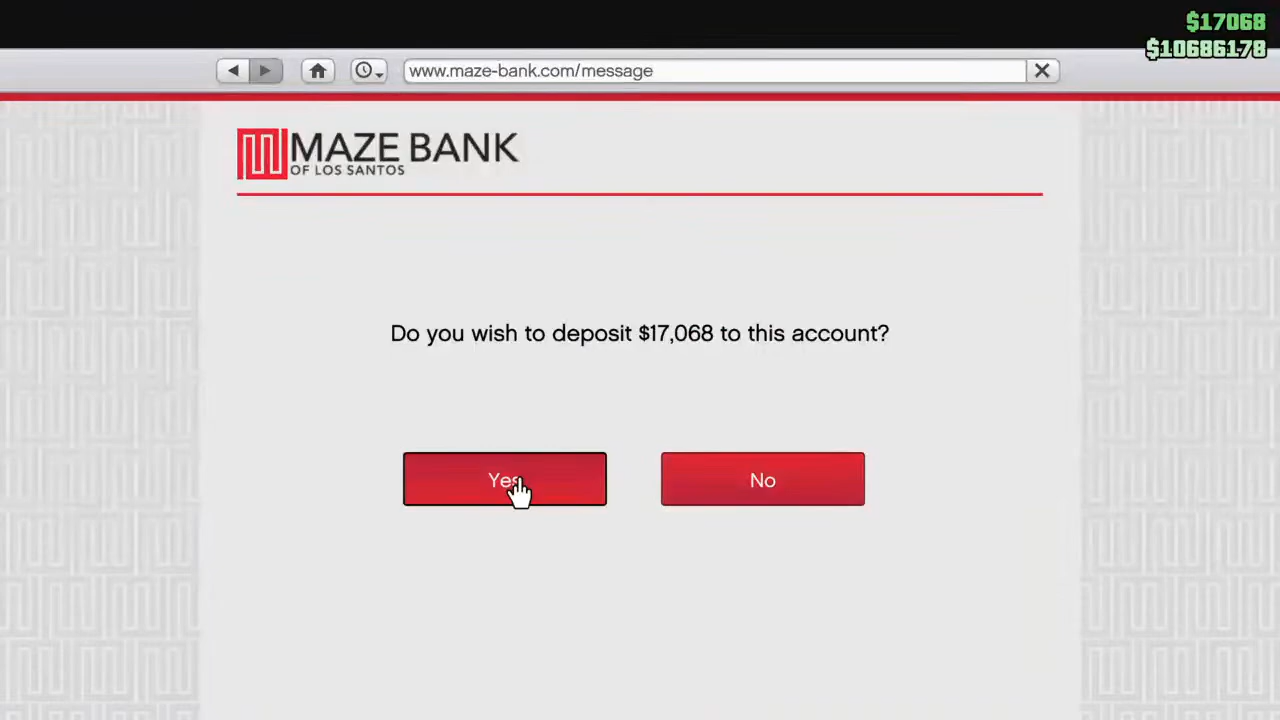 $17068
$10686178
www.maze-bank.com/message
MAZE BANK
OF LOS SANTOS
Do you wish to deposit $17,068 to this account?
Yes
No